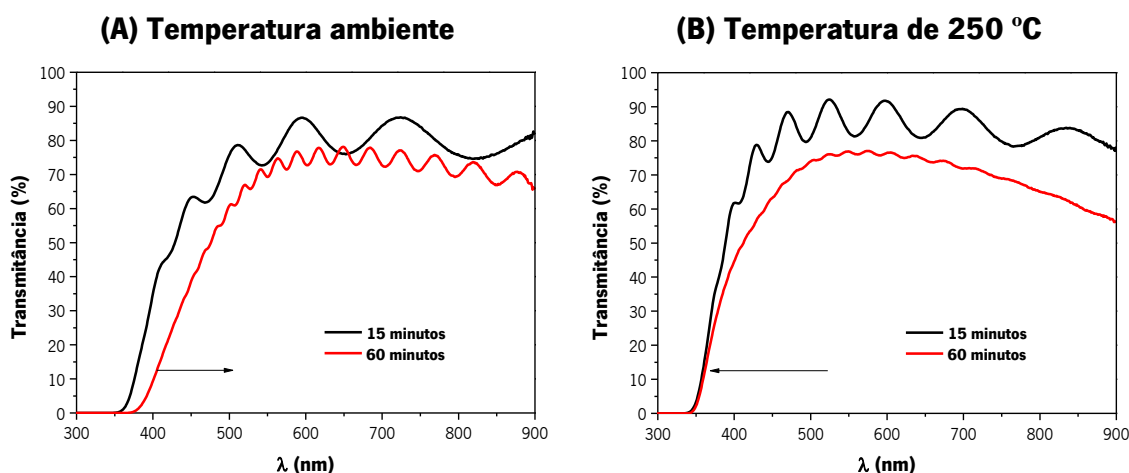 (A) Temperatura ambiente
(B) Temperatura de 250 ºC
Transmitância (%)
100
90
80
70
60
50
40
30
20
10
0
15 minutos
60 minutos
300 400 500 600 700 800 900
λ (nm)
Transmitância (%)
100
90
80
70
60
50
40
30
20
10
0
15 minutos
60 minutos
300 400 500 600 700 800 900
λ (nm)